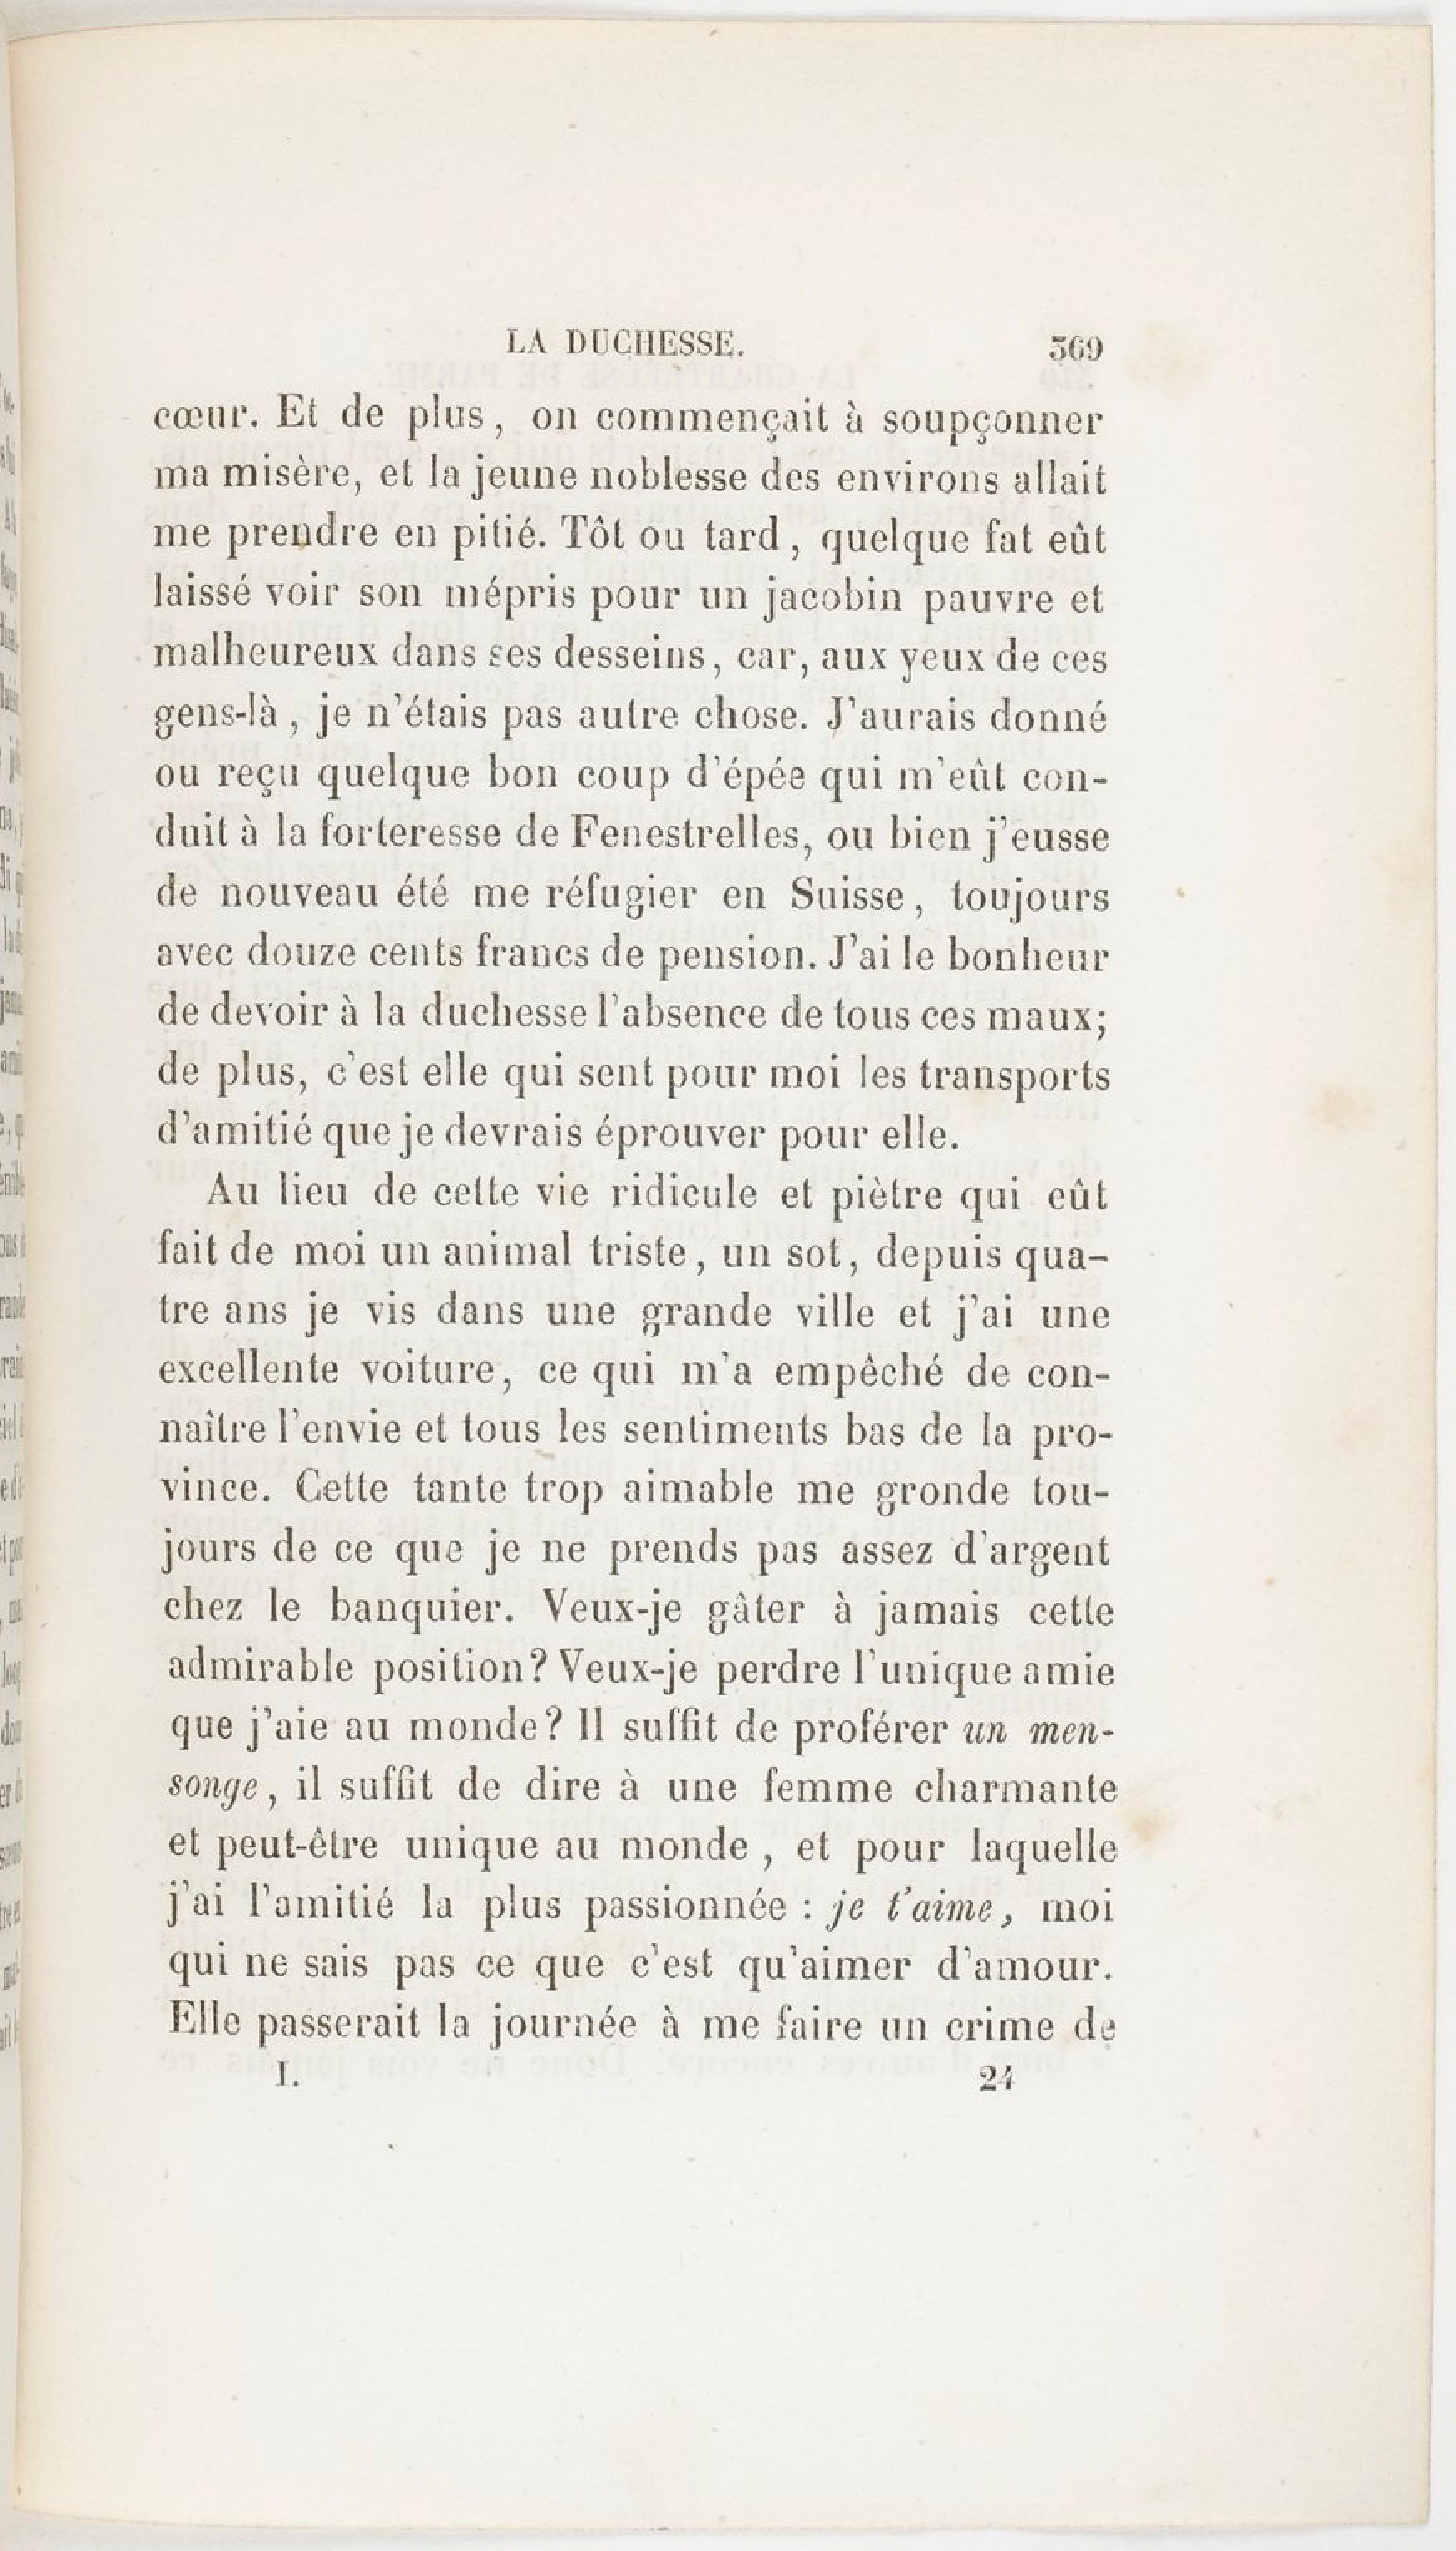 LA DUCHESSE. 369
cœur. Et de plus, on commençait à soupçonner
ma misère, et la jeune noblesse des environs allait
me prendre en pitié. Tôt ou tard, quelque fat eût
laissé voir son mépris pour un jacobin pauvre et
malheureux dans ses desseins, car, aux yeux de ces
gens-là, je n'étais pas autre chose. J'aurais donné
ou reçu quelque bon coup d'épée qui m'eût con-
duit à la forteresse de Fenestrelles, ou bien j'eusse
de nouveau été me réfugier en Suisse, toujours
avec douze cents francs de pension. J'ai le bonheur
de devoir à la duchesse l'absence de tous ces maux;
de plus, c'est elle qui sent pour moi les transports
d'amitié que je devrais éprouver pour elle.
Au lieu de cette vie ridicule et piètre qui eût
fait de moi un animal triste, un sot, depuis qua-
tre ans je vis dans une grande ville et j'ai une
excellente voiture, ce qui m'a empêché de con-
naître l'envie et tous les sentiments bas de la pro-
vince. Cette tante trop aimable me gronde tou-
jours de ce que je ne prends pas assez d'argent
chez le banquier. Veux-je gâter à jamais cette
admirable position? Veux-je perdre l'unique amie
que j'aie au monde? Il suffit de proférer un men-
songe, il suffit de dire à une femme charmante
et peut-être unique au monde, et pour laquelle
j'ai l'amitié la plus passionnée : je t'aime, moi
qui ne sais pas ce que c'est qu'aimer d'amour.
Elle passerait la journée à me faire un crime de
I. 24